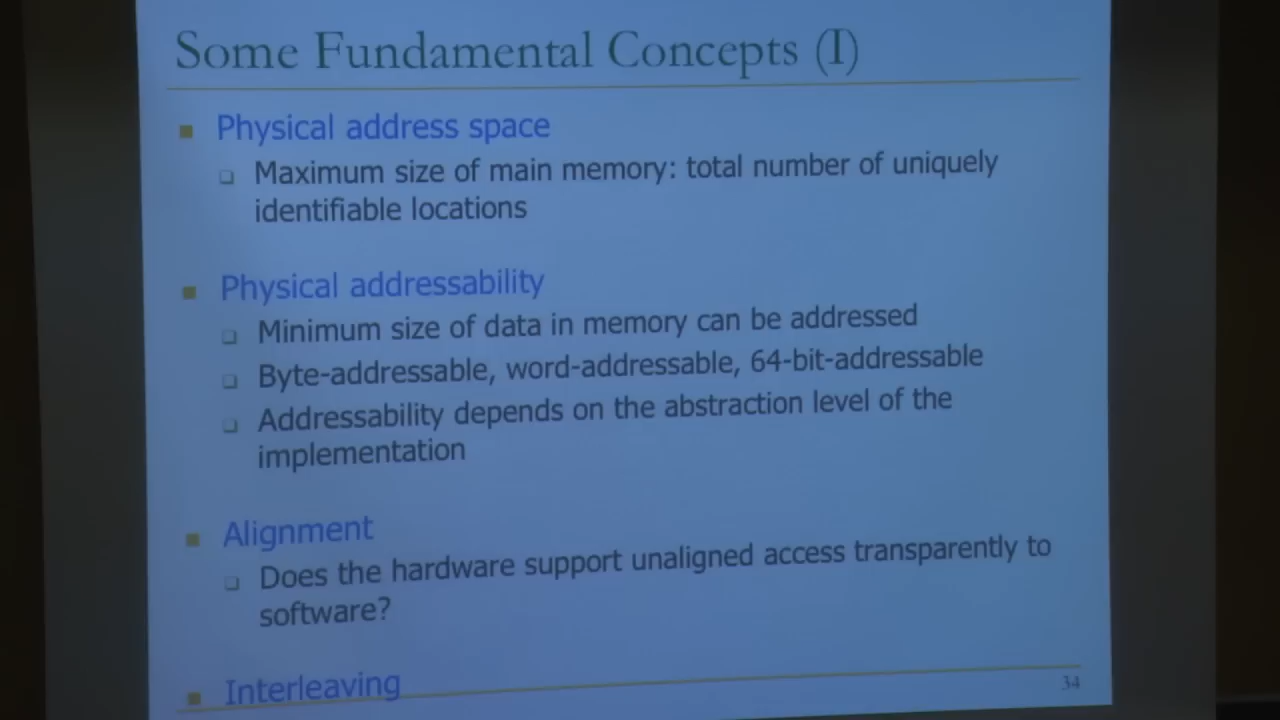 Some Fundamental Concepts (I)
Physical address space
Maximum size of main memory: total number of uniquely
identifiable locations
Physical addressability
Minimum size of data in memory can be addressed
Byte-addressable, word-addressable, 64-bit-addressable
Addressability depends on the abstraction level of the
implementation
Alignment
Does the hardware support unaligned access transparently to
software?
Interleaving
34